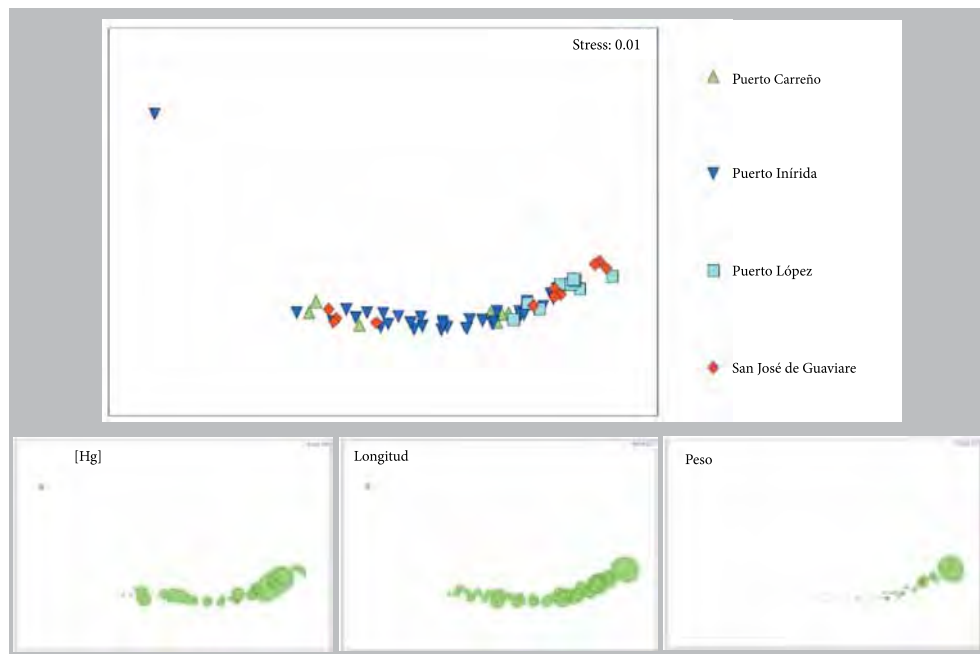 Stress: 0.01
Puerto Carreño
Puerto Inírida
Puerto López
San José de Guaviare
[Hg]
Longitud
Peso